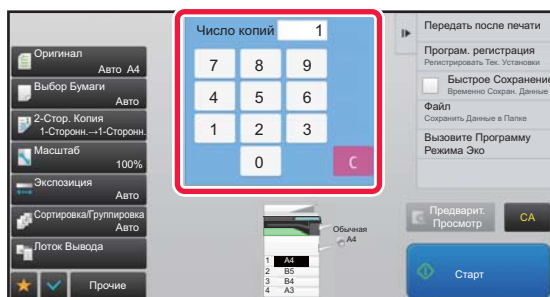 Оригинал
Авто A4
Выбор Бумаги
Авто
2-Стор. Копия
1-Сторонн.→1-Сторонн.
Масштаб
100%
Экспозиция
Авто
Сортировка/Группировка
Авто
Лоток Вывода
Прочие
Число копий 1
7 8 9
4 5 6
1 2 3
0 C
Обычная
A4
1 A4
2 B5
3 B4
4 A3
Передать после печати
Програм. регистрация
Регистрировать Тек. Установки
Быстрое Сохранение
Временно Сохран. Данные
Файл
Сохранить Данные в Папке
Вызовите Программу
Режима Эко
Предварит.
Просмотр
CA
Старт